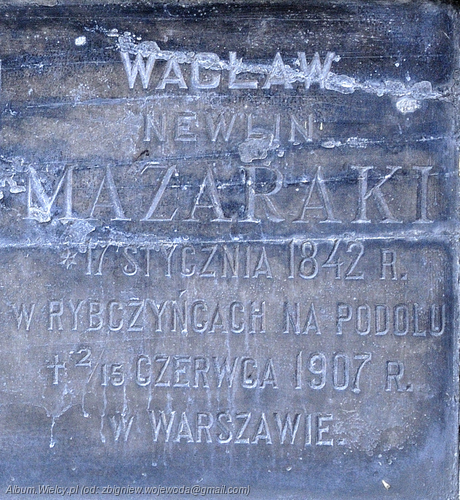 WACŁAW
NEWLIN
MAZARAKI
* 17 STYCZNIA 1842 R.
W RYBCZYŃCACH NA PODOLU
† 2/15 CZERWCA 1907 R.
W WARSZAWIE.
Album.Wielcy.pl (od: zbigniew.wojewoda@gmail.com)